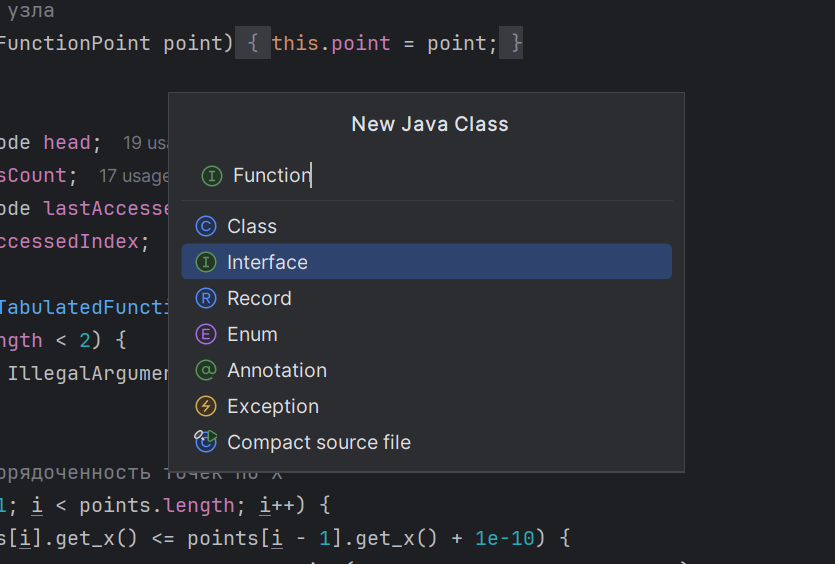 узла
FunctionPoint point) { this.point = point; }
New Java Class
ode head; 19 usa
I Function
sCount; 17 usage
ode lastAccesse
C Class
ccessedIndex;
I Interface
R Record
TabulatedFuncti
E Enum
ngth < 2) {
@ Annotation
IllegalArgumen
Exception
C Compact source file
орядоченность точек по x
1; i < points.length; i++) {
s[i].get_x() <= points[i - 1].get_x() + 1e-10) {